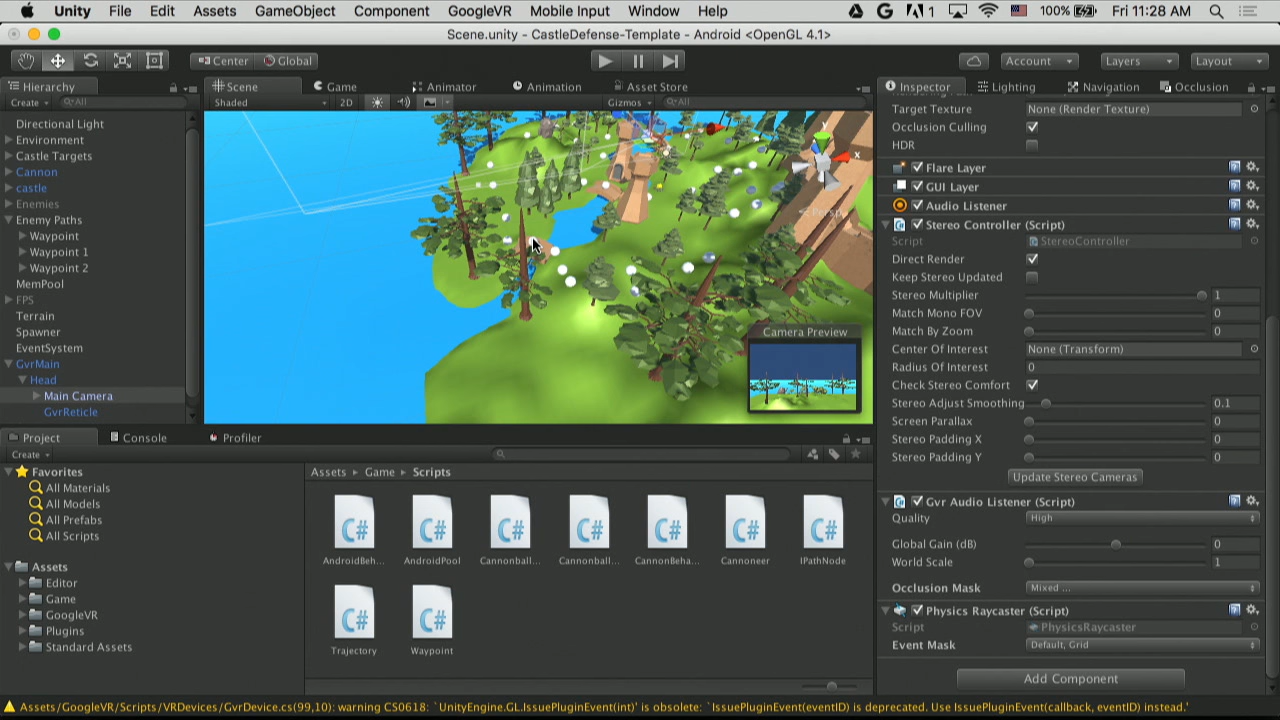 Unity File Edit Assets GameObject Component GoogleVR Mobile Input Window Help 1 100% Fri 11:28 AM
Scene.unity - CastleDefense-Template - Android <OpenGL 4.1>
Center Global Account Layers Layout
Hierarchy Scene Game Animator Animation Asset Store Inspector Lighting Navigation Occlusion
Create All Shaded 2D Gizmos All
Target Texture None (Render Texture)
Directional Light
Occlusion Culling
Environment
HDR
Castle Targets
Flare Layer
Cannon
GUI Layer
castle
Audio Listener
Enemies
Stereo Controller (Script)
Enemy Paths
Script StereoController
Waypoint
Direct Render
Waypoint 1
Keep Stereo Updated
Waypoint 2
Stereo Multiplier 1
MemPool
Match Mono FOV 0
FPS
Match By Zoom 0
Terrain
Center Of Interest None (Transform)
Spawner
Radius Of Interest 0
EventSystem
Check Stereo Comfort
GvrMain
Stereo Adjust Smoothing 0.1
Head
Screen Parallax 0
Main Camera
Stereo Padding X 0
GvrReticle
Stereo Padding Y 0
x
Persp
Camera Preview
Update Stereo Cameras
Gvr Audio Listener (Script)
Quality High
Global Gain (dB) 0
World Scale 1
Occlusion Mask Mixed ...
Physics Raycaster (Script)
Script PhysicsRaycaster
Event Mask Default, Grid
Add Component
Project Console Profiler
Create
Favorites
All Materials
All Models
All Prefabs
All Scripts
Assets
Editor
Game
GoogleVR
Plugins
Standard Assets
Assets Game Scripts
C# C# C# C# C# C# C#
AndroidBeh... AndroidPool Cannonball... Cannonball... CannonBeha... Cannoneer IPathNode
C# C#
Trajectory Waypoint
Assets/GoogleVR/Scripts/VRDevices/GvrDevice.cs(99,10): warning CS0618: `UnityEngine.GL.IssuePluginEvent(int)' is obsolete: `IssuePluginEvent(eventID) is deprecated. Use IssuePluginEvent(callback, eventID) instead.'